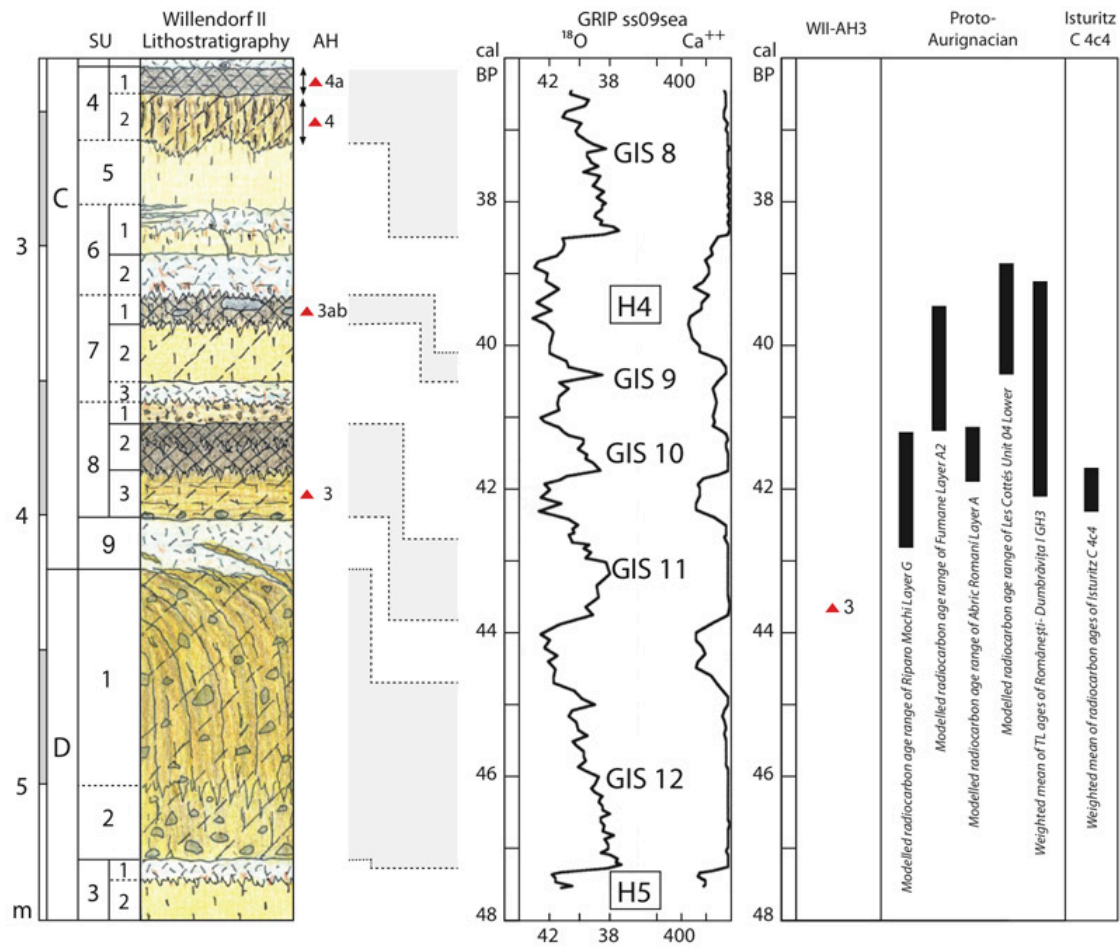 Willendorf II
SU Lithostratigraphy AH
GRIP ss09sea
cal 18O Ca++
BP
42 38 400
cal
BP
WII-AH3
Proto-
Aurignacian
Isturitz
C 4c4
C
D
3
4
5
m
4
1
2
5
6
1
2
7
1
2
3
8
1
2
3
9
1
2
3
1
2
4a
4
3ab
3
GIS 8
H4
GIS 9
GIS 10
GIS 11
GIS 12
H5
42 38 400
38
40
42
44
46
48
38
40
42
44
46
48
3
Modelled radiocarbon age range of Riparo Mochi Layer G
Modelled radiocarbon age range of Fumane Layer A2
Modelled radiocarbon age range of Abric Romani Layer A
Modelled radiocarbon age range of Les Cottés Unit 04 Lower
Weighted mean of TL ages of Româneşti- Dumbrăviţa I GH3
Weighted mean of radiocarbon ages of Isturitz C 4c4